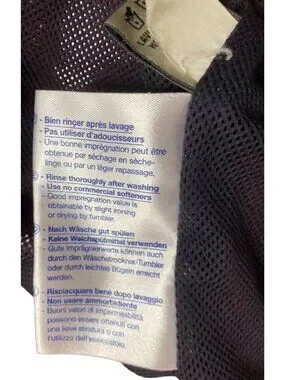 - Bien rinçer après lavage
- Pas utiliser d'adoucisseurs
- Une bonne imprégnation peut être
obtenue par séchage en sèche-
linge ou par un léger repassage.
- Rinse thoroughly after washing
- Use no commercial softeners
- Good impregnation value is
obtainable by slight ironing
or drying by tumbler.
- Nach Wäsche gut spülen
- Keine Weichspülmittel verwenden
- Gute Imprägnierwerte können auch
durch den Wäschetrockner/Tumbler
oder durch leichtes Bügeln erreicht
werden.
- Risciacquare bene dopo lavaggio
- Non usare ammorbidente
- Buoni valori di impermeabilità
possono essere ottenuti con
una lieve stiratura o con
l'utilizzo dell'essiccatoio.